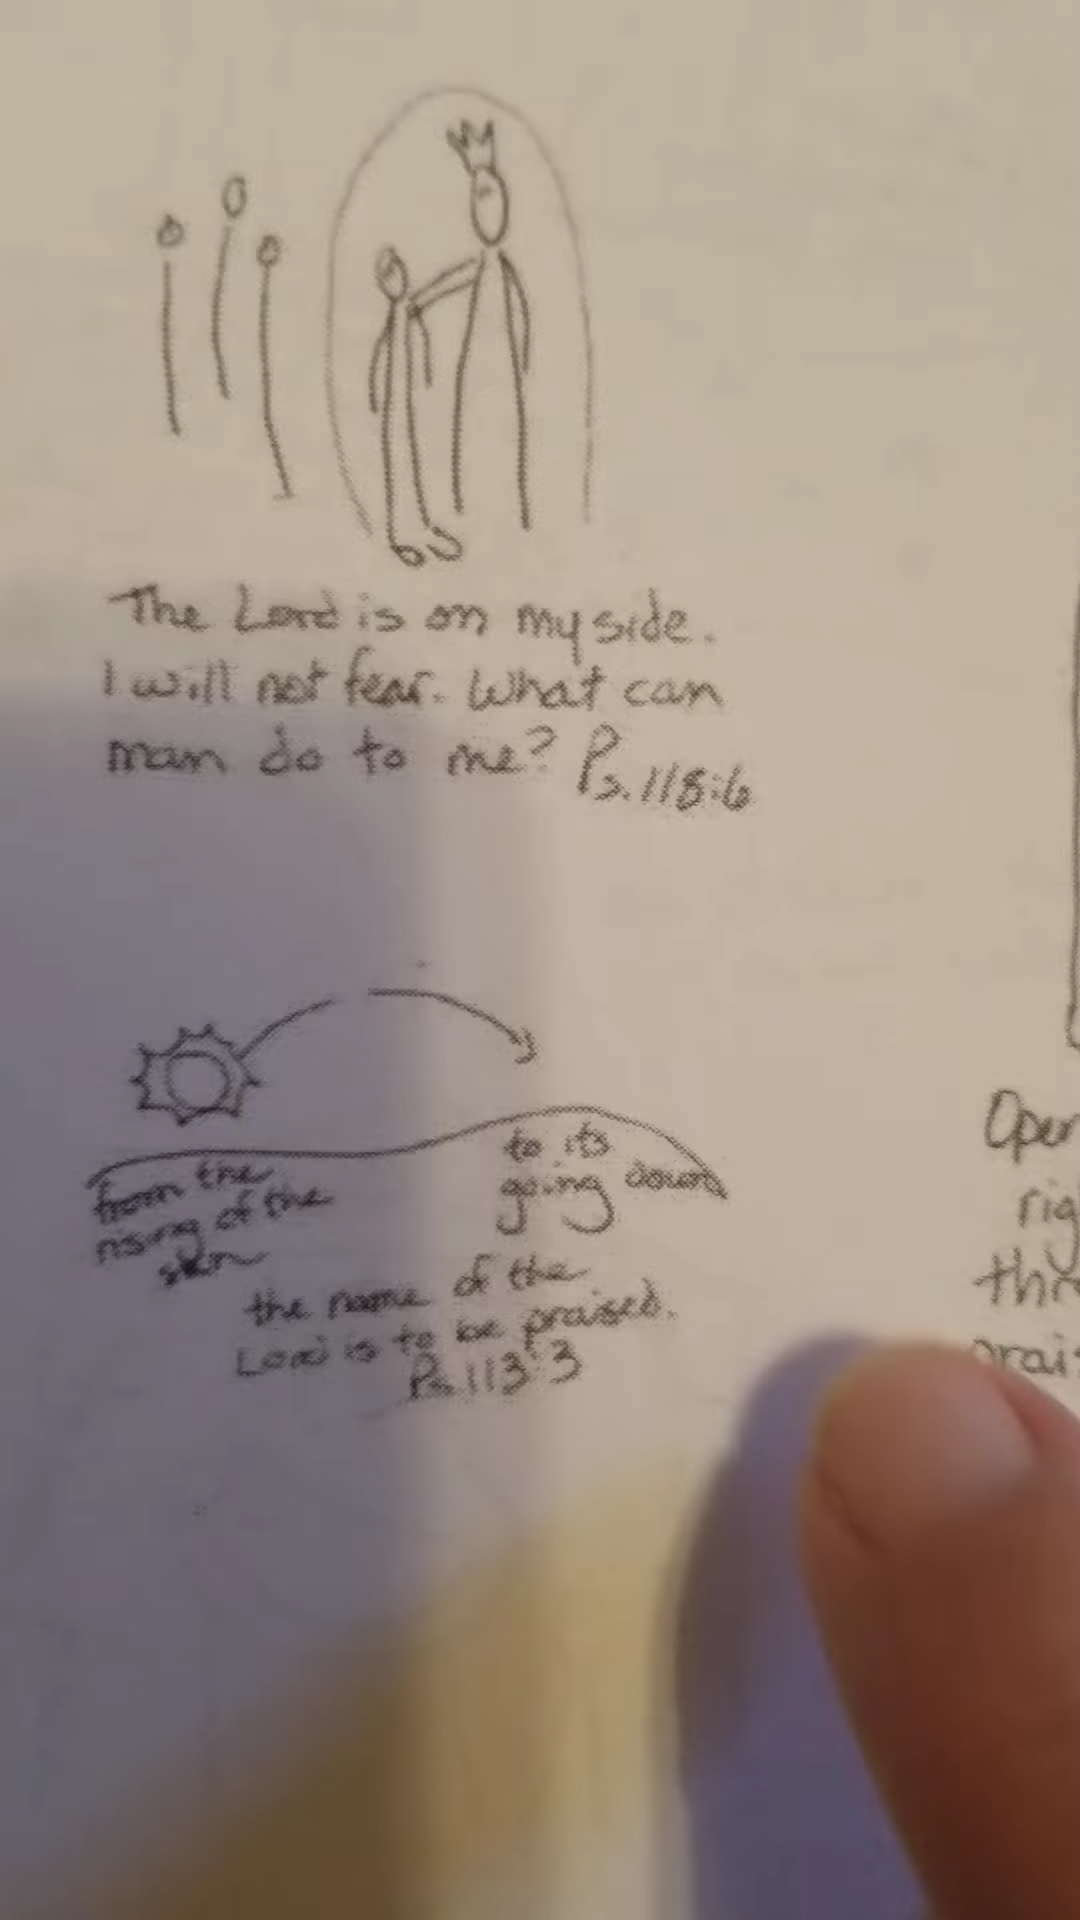 The Lord is on my side.
I will not fear. What can
man do to me? Ps. 118:6
from the
rising of the
sun
to its
going down
the name of the
Lord is to be praised.
Ps. 113:3
Open
rig
thr
prai